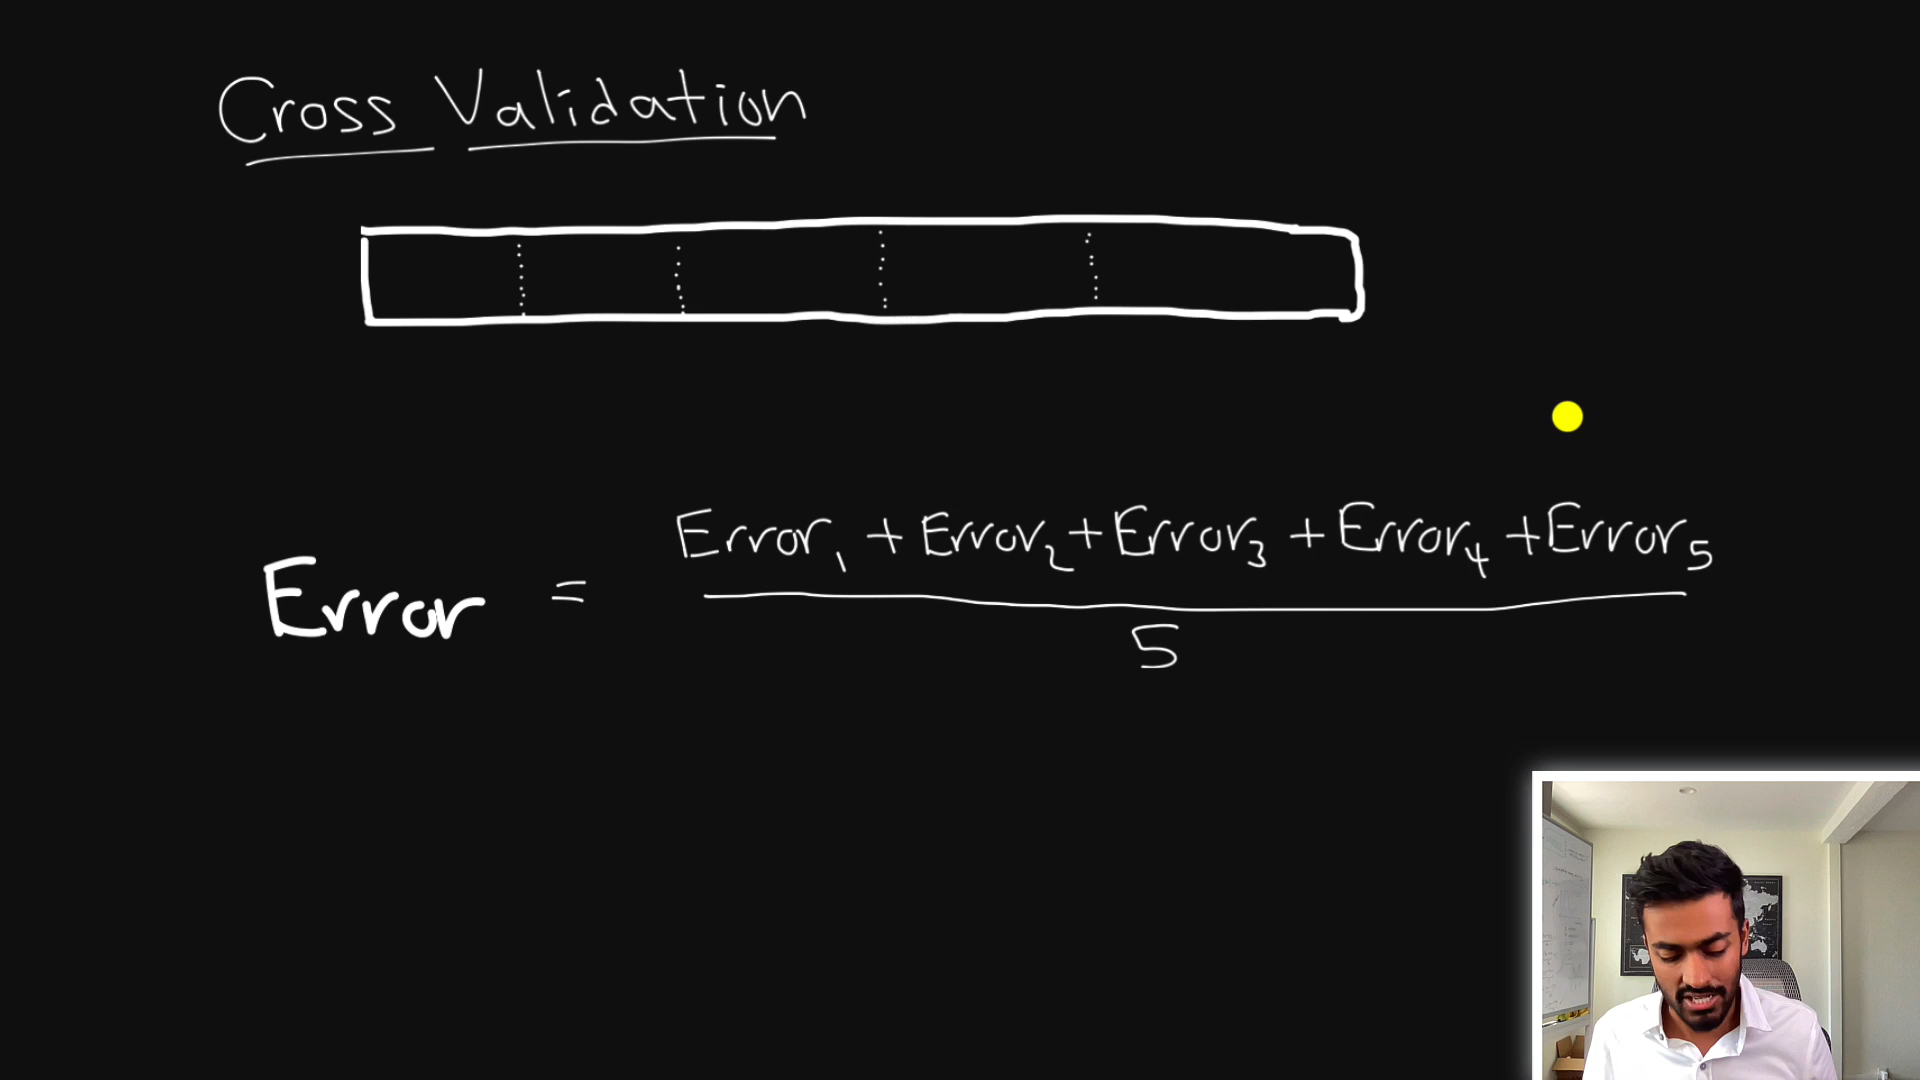 Cross Validation
Error = Error₁ + Error₂ + Error₃ + Error₄ + Error₅
5